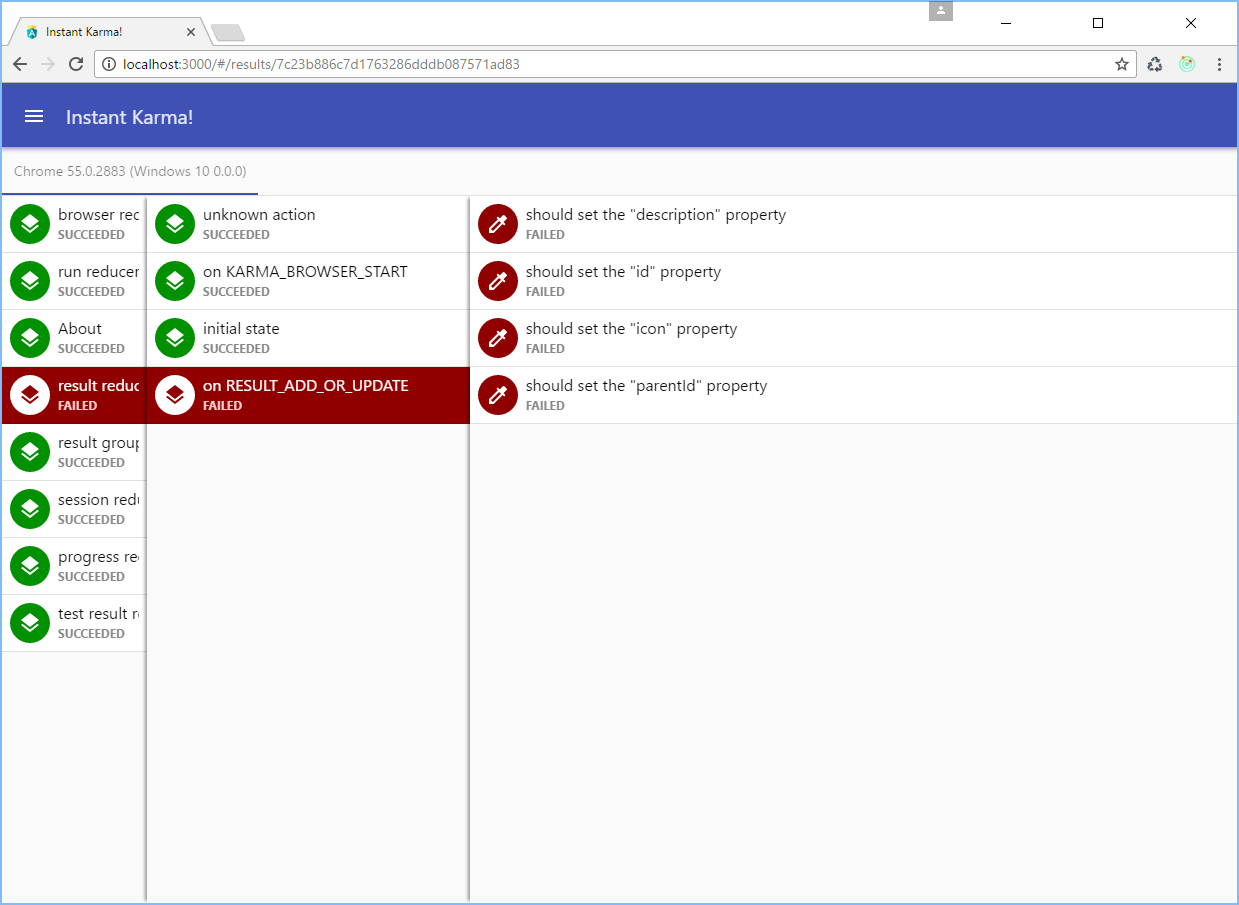 Instant Karma!
localhost:3000/#/results/7c23b886c7d1763286dddb087571ad83
Instant Karma!
Chrome 55.0.2883 (Windows 10 0.0.0)
browser rec
SUCCEEDED
run reducer
SUCCEEDED
About
SUCCEEDED
result reduc
FAILED
result group
SUCCEEDED
session redu
SUCCEEDED
progress re
SUCCEEDED
test result r
SUCCEEDED
unknown action
SUCCEEDED
on KARMA_BROWSER_START
SUCCEEDED
initial state
SUCCEEDED
on RESULT_ADD_OR_UPDATE
FAILED
should set the "description" property
FAILED
should set the "id" property
FAILED
should set the "icon" property
FAILED
should set the "parentId" property
FAILED